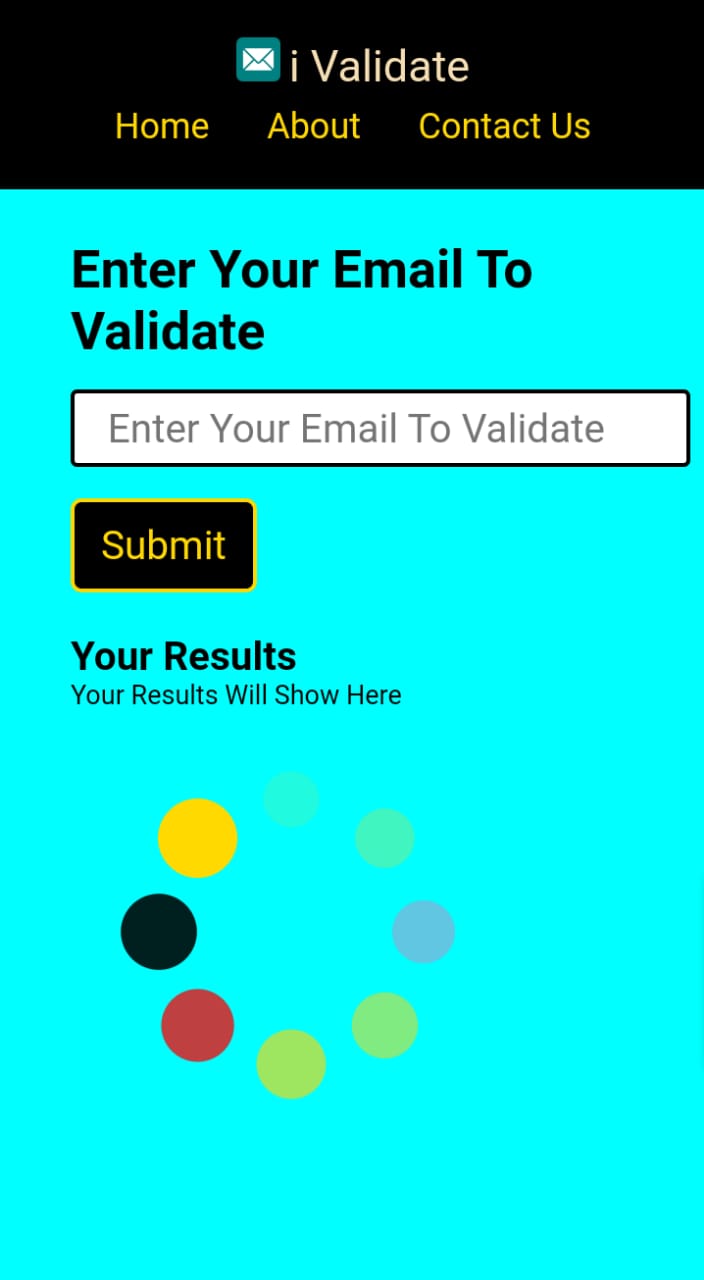 i Validate
Home About Contact Us
Enter Your Email To
Validate
Enter Your Email To Validate
Submit
Your Results
Your Results Will Show Here